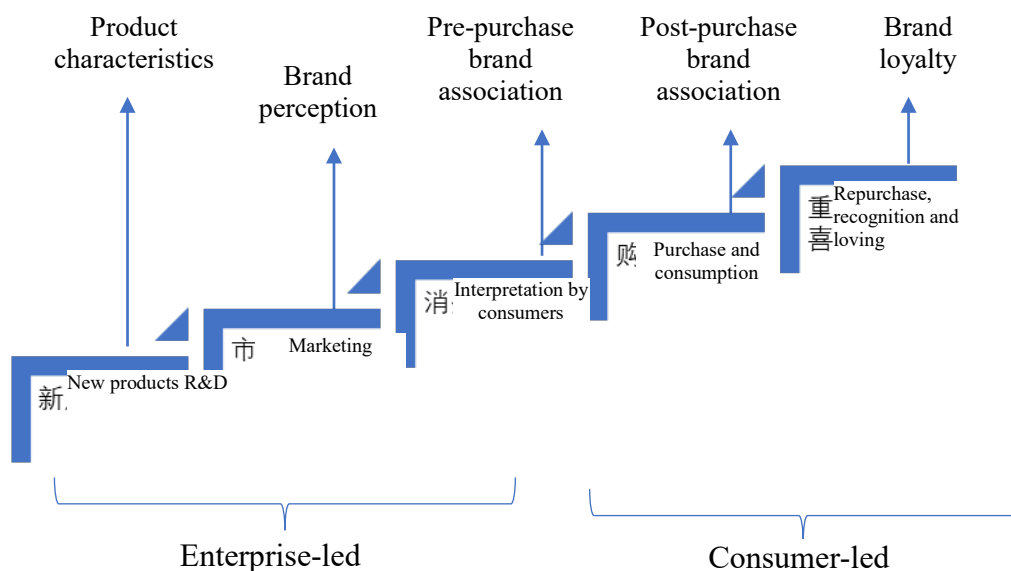 Product
characteristics
Brand
perception
Pre-purchase
brand
association
Post-purchase
brand
association
Brand
loyalty
新
New products R&D
市
Marketing
消
Interpretation by
consumers
购
Purchase and
consumption
重
喜
Repurchase,
recognition and
loving
Enterprise-led
Consumer-led